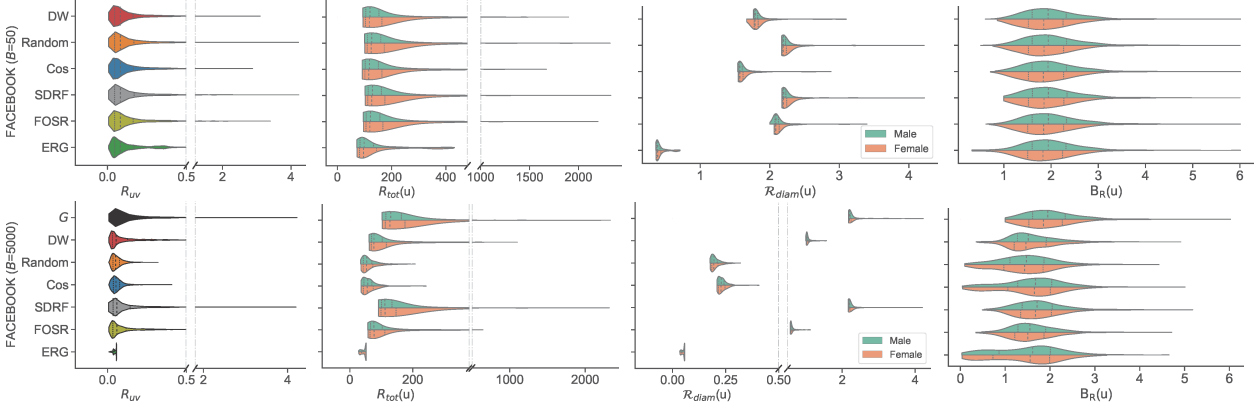 FACEBOOK (B=50)
DW
Random
Cos
SDRF
FOSR
ERG
0.0 0.5 2 4
R_uv
0 200 400 1000 2000
R_tot(u)
Male
Female
1 2 3 4
ℛ_diam(u)
1 2 3 4 5 6
B_R(u)
FACEBOOK (B=5000)
G
DW
Random
Cos
SDRF
FOSR
ERG
0.0 0.5 2 4
R_uv
0 200 1000 2000
R_tot(u)
Male
Female
0.00 0.25 0.50 2 4
ℛ_diam(u)
0 1 2 3 4 5 6
B_R(u)